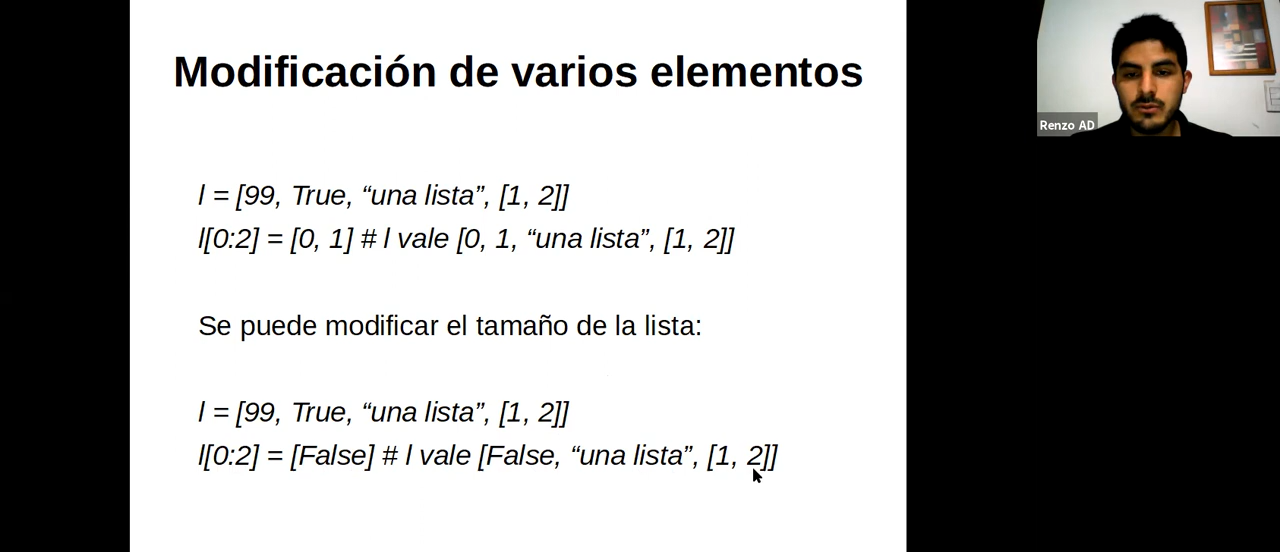 Modificación de varios elementos
Renzo AD
l = [99, True, “una lista”, [1, 2]]
l[0:2] = [0, 1] # l vale [0, 1, “una lista”, [1, 2]]
Se puede modificar el tamaño de la lista:
l = [99, True, “una lista”, [1, 2]]
l[0:2] = [False] # l vale [False, “una lista”, [1, 2]]